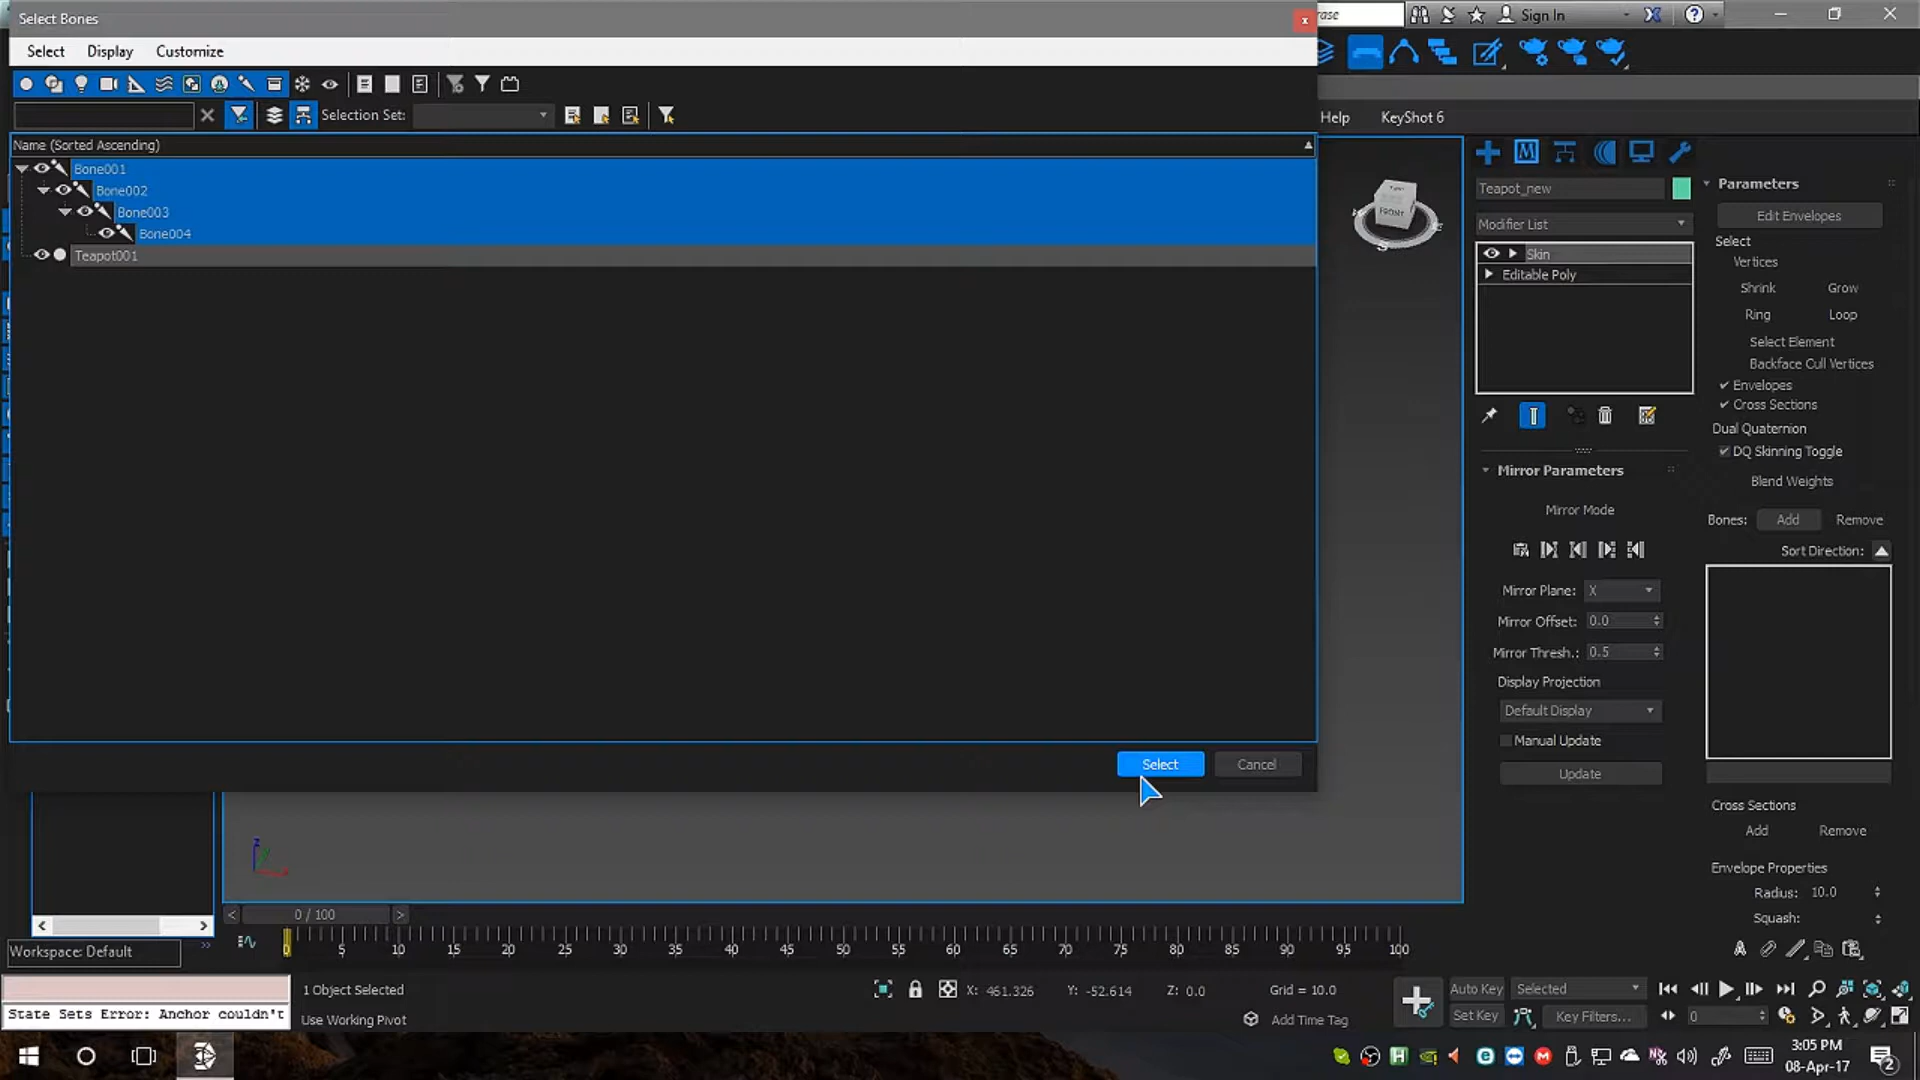 Select Bones
rase
Sign In
Select Display Customize
Selection Set:
Help KeyShot 6
Name (Sorted Ascending)
Bone001
Bone002
Bone003
Bone004
Teapot001
Select Cancel
FRONT
S
Teapot_new
Modifier List
Skin
Editable Poly
Mirror Parameters
Mirror Mode
Mirror Plane: X
Mirror Offset: 0.0
Mirror Thresh.: 0.5
Display Projection
Default Display
Manual Update
Update
Parameters
Edit Envelopes
Select
Vertices
Shrink Grow
Ring Loop
Select Element
Backface Cull Vertices
Envelopes
Cross Sections
Dual Quaternion
DQ Skinning Toggle
Blend Weights
Bones: Add Remove
Sort Direction:
Cross Sections
Add Remove
Envelope Properties
Radius: 10.0
Squash:
z
< 0 / 100 >
0 5 10 15 20 25 30 35 40 45 50 55 60 65 70 75 80 85 90 95 100
Workspace: Default
1 Object Selected
X: 461.326 Y: -52.614 Z: 0.0 Grid = 10.0
Auto Key Selected
State Sets Error: Anchor couldn't
Use Working Pivot
Add Time Tag
Set Key Key Filters... 0
3:05 PM
08-Apr-17
2